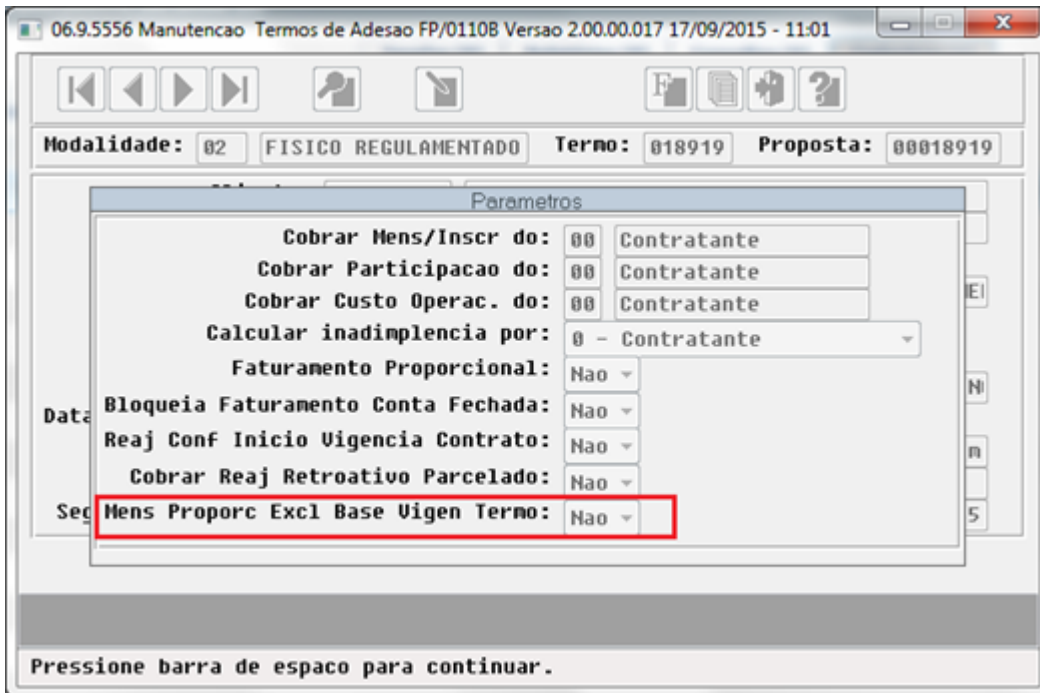 06.9.5556 Manutencao Termos de Adesao FP/0110B Versao 2.00.00.017 17/09/2015 - 11:01
Modalidade: 02 FISICO REGULAMENTADO Termo: 018919 Proposta: 00018919
Parametros
Cobrar Mens/Inscr do: 00 Contratante
Cobrar Participacao do: 00 Contratante
Cobrar Custo Operac. do: 00 Contratante
Calcular inadimplencia por: 0 - Contratante
Faturamento Proporcional: Nao
Data Bloqueia Faturamento Conta Fechada: Nao
Reaj Conf Inicio Vigencia Contrato: Nao m
Cobrar Reaj Retroativo Parcelado: Nao
Seg Mens Proporc Excl Base Vigen Termo: Nao 5
Pressione barra de espaco para continuar.